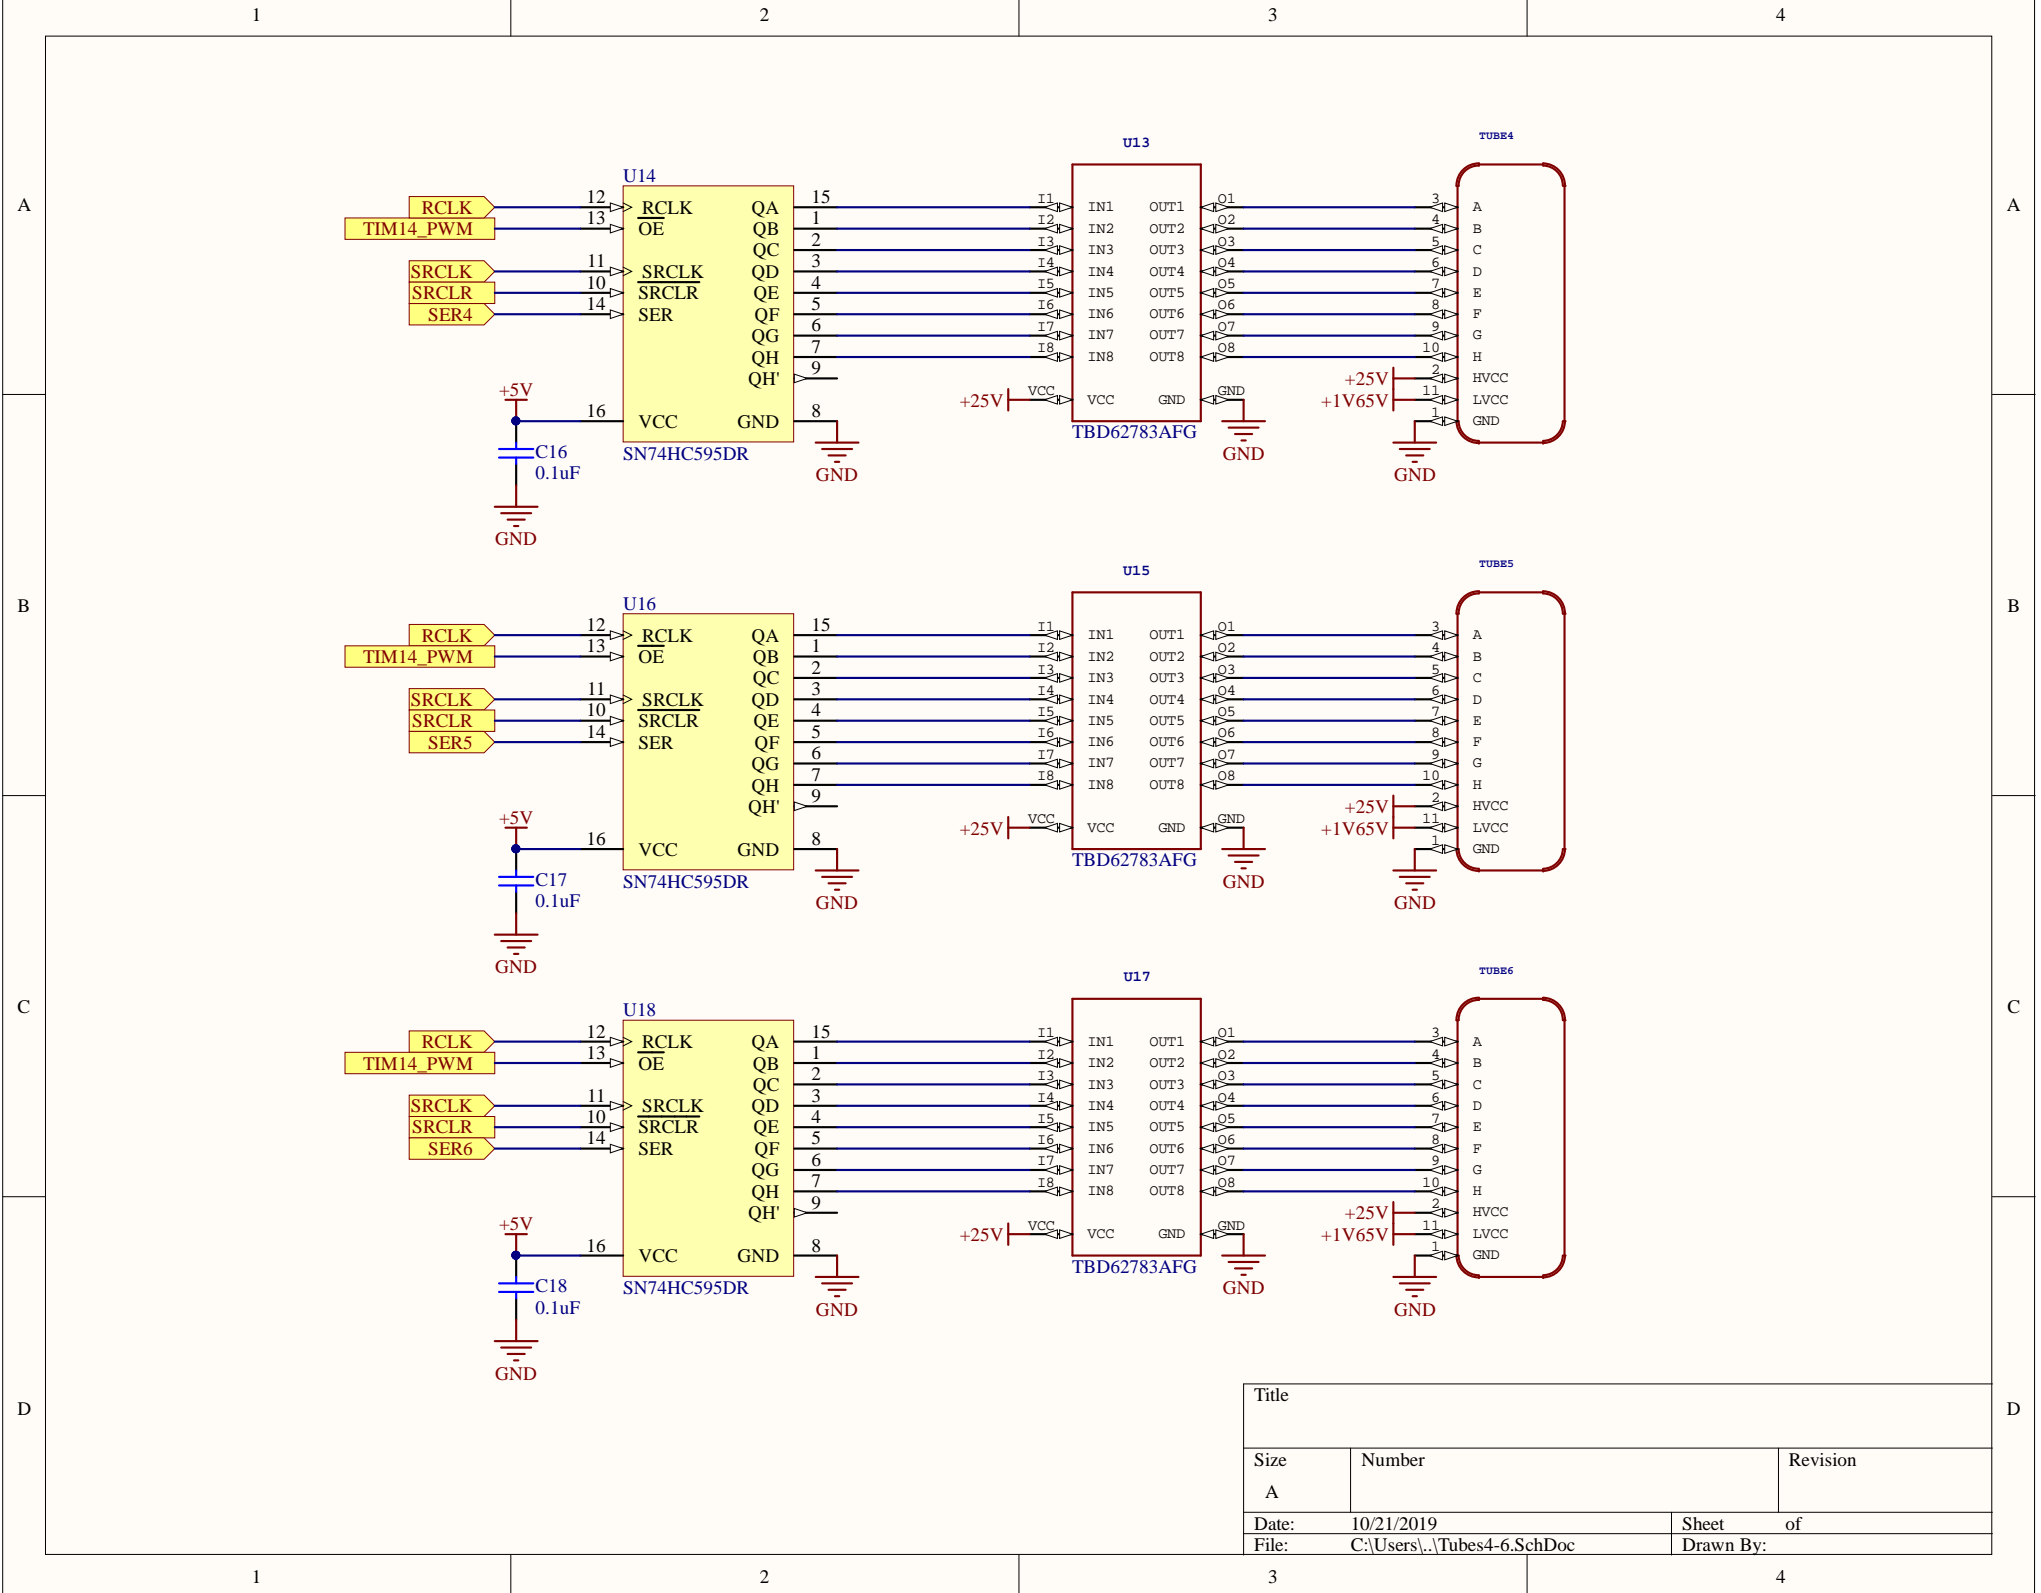 1 2 3 4
A A
U13
TUBE4
U14
RCLK 12 RCLK QA 15 I1 IN1 OUT1 O1 3 A
TIM14_PWM 13 OE QB 1 I2 IN2 OUT2 O2 4 B
QC 2 I3 IN3 OUT3 O3 5 C
SRCLK 11 SRCLK QD 3 I4 IN4 OUT4 O4 6 D
SRCLR 10 SRCLR QE 4 I5 IN5 OUT5 O5 7 E
SER4 14 SER QF 5 I6 IN6 OUT6 O6 8 F
QG 6 I7 IN7 OUT7 O7 9 G
QH 7 I8 IN8 OUT8 O8 10 H
QH' 9 +25V 2 HVCC
+5V +25V VCC VCC GND GND +1V65V 11 LVCC
16 VCC GND 8 1 GND
TBD62783AFG
SN74HC595DR
C16
0.1uF
GND GND GND
GND
B B
U15
TUBE5
U16
RCLK 12 RCLK QA 15 I1 IN1 OUT1 O1 3 A
TIM14_PWM 13 OE QB 1 I2 IN2 OUT2 O2 4 B
QC 2 I3 IN3 OUT3 O3 5 C
SRCLK 11 SRCLK QD 3 I4 IN4 OUT4 O4 6 D
SRCLR 10 SRCLR QE 4 I5 IN5 OUT5 O5 7 E
SER5 14 SER QF 5 I6 IN6 OUT6 O6 8 F
QG 6 I7 IN7 OUT7 O7 9 G
QH 7 I8 IN8 OUT8 O8 10 H
QH' 9 +25V 2 HVCC
+5V +25V VCC VCC GND GND +1V65V 11 LVCC
16 VCC GND 8 1 GND
TBD62783AFG
SN74HC595DR
C17
0.1uF
GND GND GND
GND
C C
U17
TUBE6
U18
RCLK 12 RCLK QA 15 I1 IN1 OUT1 O1 3 A
TIM14_PWM 13 OE QB 1 I2 IN2 OUT2 O2 4 B
QC 2 I3 IN3 OUT3 O3 5 C
SRCLK 11 SRCLK QD 3 I4 IN4 OUT4 O4 6 D
SRCLR 10 SRCLR QE 4 I5 IN5 OUT5 O5 7 E
SER6 14 SER QF 5 I6 IN6 OUT6 O6 8 F
QG 6 I7 IN7 OUT7 O7 9 G
QH 7 I8 IN8 OUT8 O8 10 H
QH' 9 +25V 2 HVCC
+5V +25V VCC VCC GND GND +1V65V 11 LVCC
16 VCC GND 8 1 GND
TBD62783AFG
SN74HC595DR
C18
0.1uF
GND GND GND
GND
D D
Title
Size Number Revision
A
Date: 10/21/2019 Sheet of
File: C:\Users\..\Tubes4-6.SchDoc Drawn By:
1 2 3 4